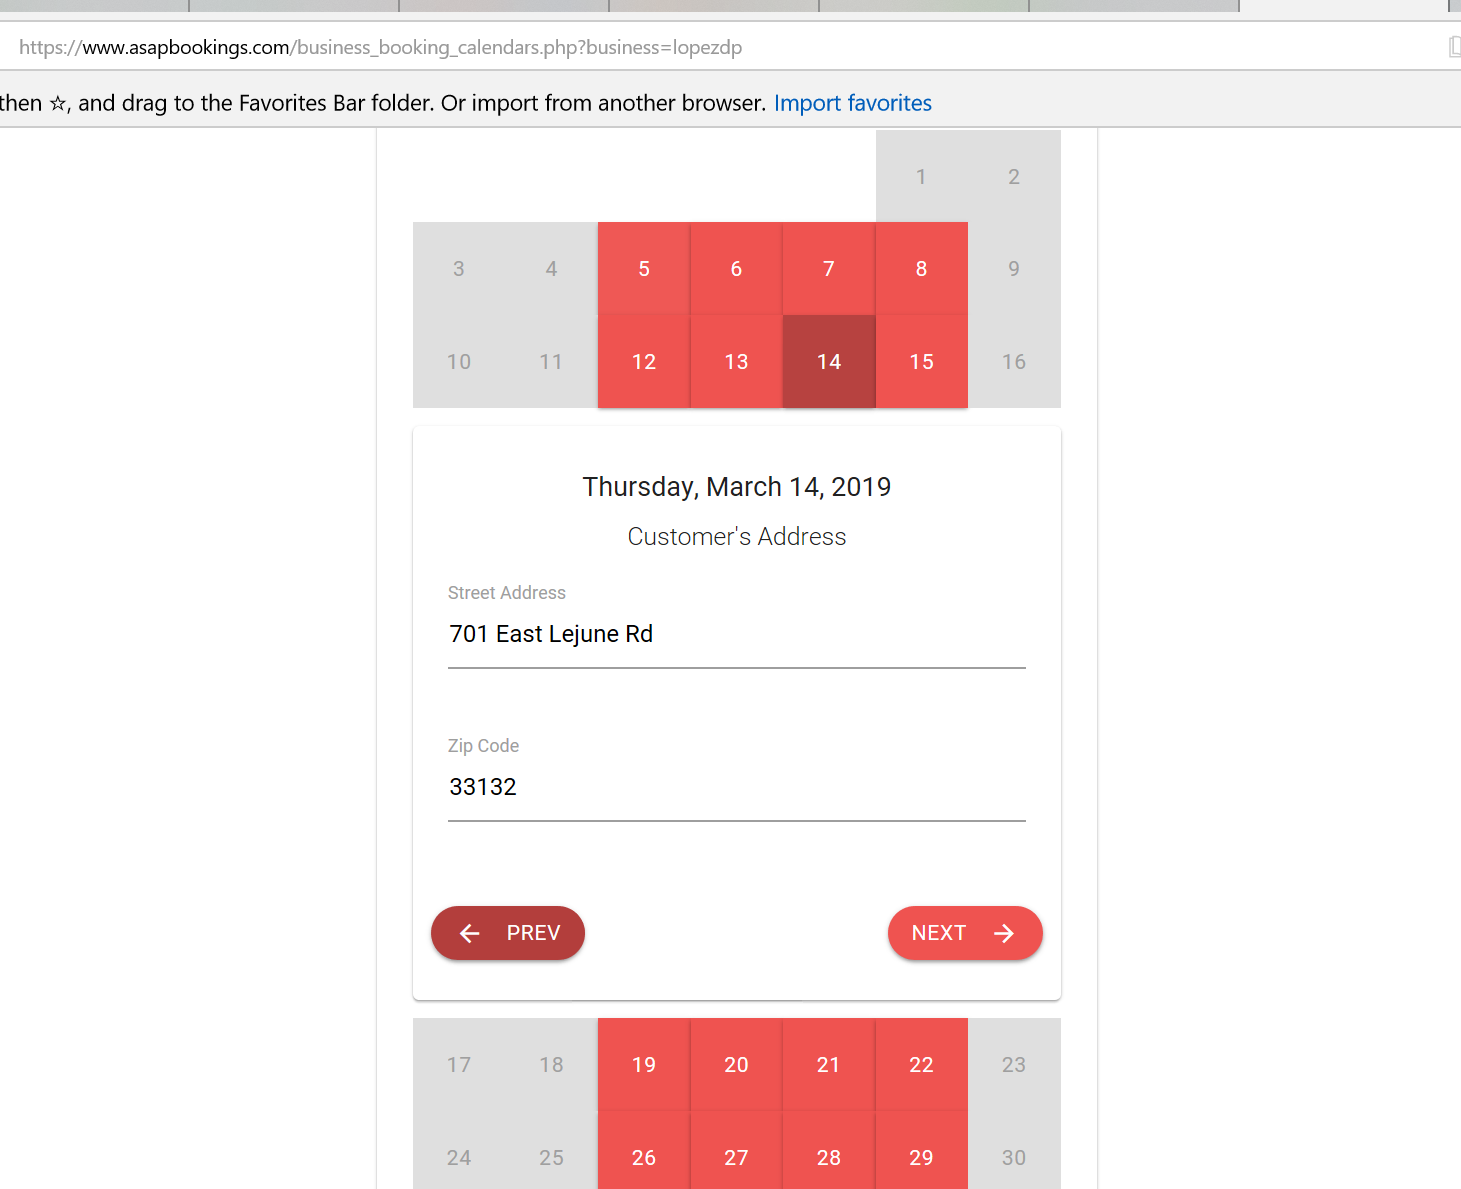 https://www.asapbookings.com/business_booking_calendars.php?business=lopezdp
then ☆, and drag to the Favorites Bar folder. Or import from another browser. Import favorites
1 2
3 4 5 6 7 8 9
10 11 12 13 14 15 16
Thursday, March 14, 2019
Customer's Address
Street Address
701 East Lejune Rd
Zip Code
33132
PREV NEXT
17 18 19 20 21 22 23
24 25 26 27 28 29 30